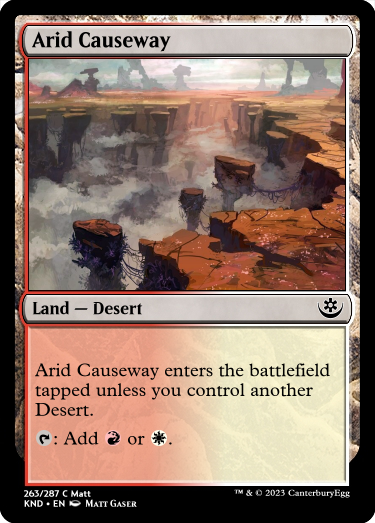 Arid Causeway
Land — Desert
Arid Causeway enters the battlefield
tapped unless you control another
Desert.
: Add or .
263/287 C Matt
KND • EN Matt Gaser
™ & © 2023 CanterburyEgg